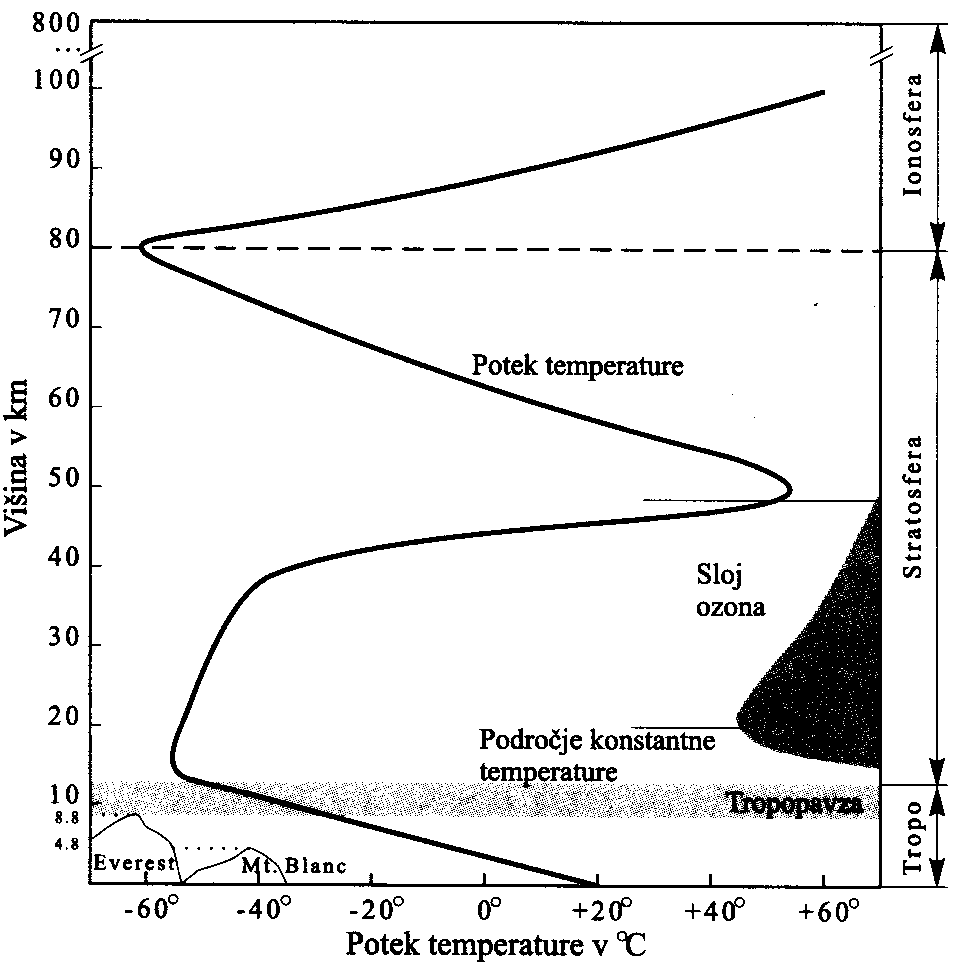 800
...
100
90
80
70
60
50
40
30
20
10
8.8
4.8
Višina v km
Potek temperature
Sloj
ozona
Področje konstantne
temperature
Tropopavza
Everest
Mt. Blanc
Ionosfera
Stratosfera
Tropo
-60° -40° -20° 0° +20° +40° +60°
Potek temperature v °C